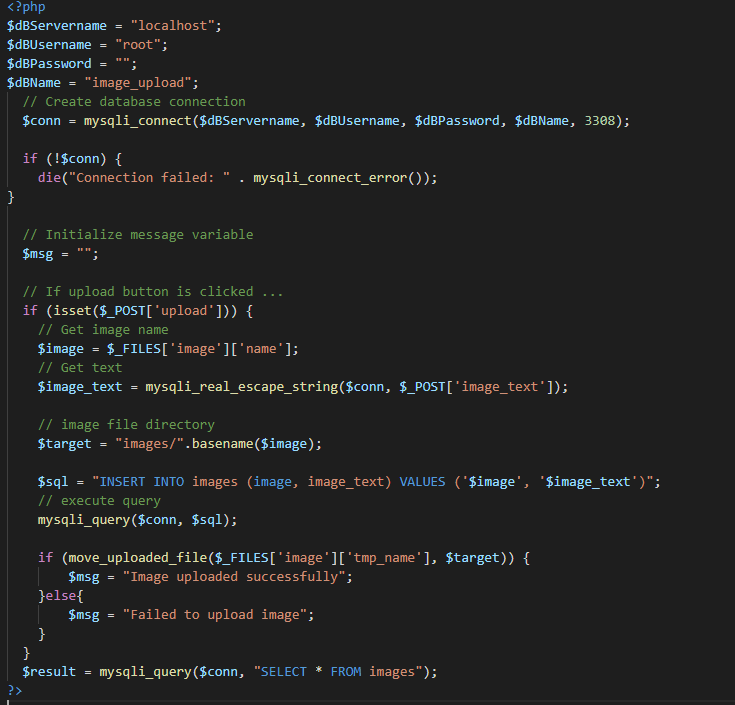 <?php
$dBServername = "localhost";
$dBUsername = "root";
$dBPassword = "";
$dBName = "image_upload";
  // Create database connection
  $conn = mysqli_connect($dBServername, $dBUsername, $dBPassword, $dBName, 3308);

  if (!$conn) {
    die("Connection failed: " . mysqli_connect_error());
}

  // Initialize message variable
  $msg = "";

  // If upload button is clicked ...
  if (isset($_POST['upload'])) {
    // Get image name
    $image = $_FILES['image']['name'];
    // Get text
    $image_text = mysqli_real_escape_string($conn, $_POST['image_text']);

    // image file directory
    $target = "images/".basename($image);

    $sql = "INSERT INTO images (image, image_text) VALUES ('$image', '$image_text')";
    // execute query
    mysqli_query($conn, $sql);

    if (move_uploaded_file($_FILES['image']['tmp_name'], $target)) {
        $msg = "Image uploaded successfully";
    }else{
        $msg = "Failed to upload image";
    }
  }
  $result = mysqli_query($conn, "SELECT * FROM images");
?>